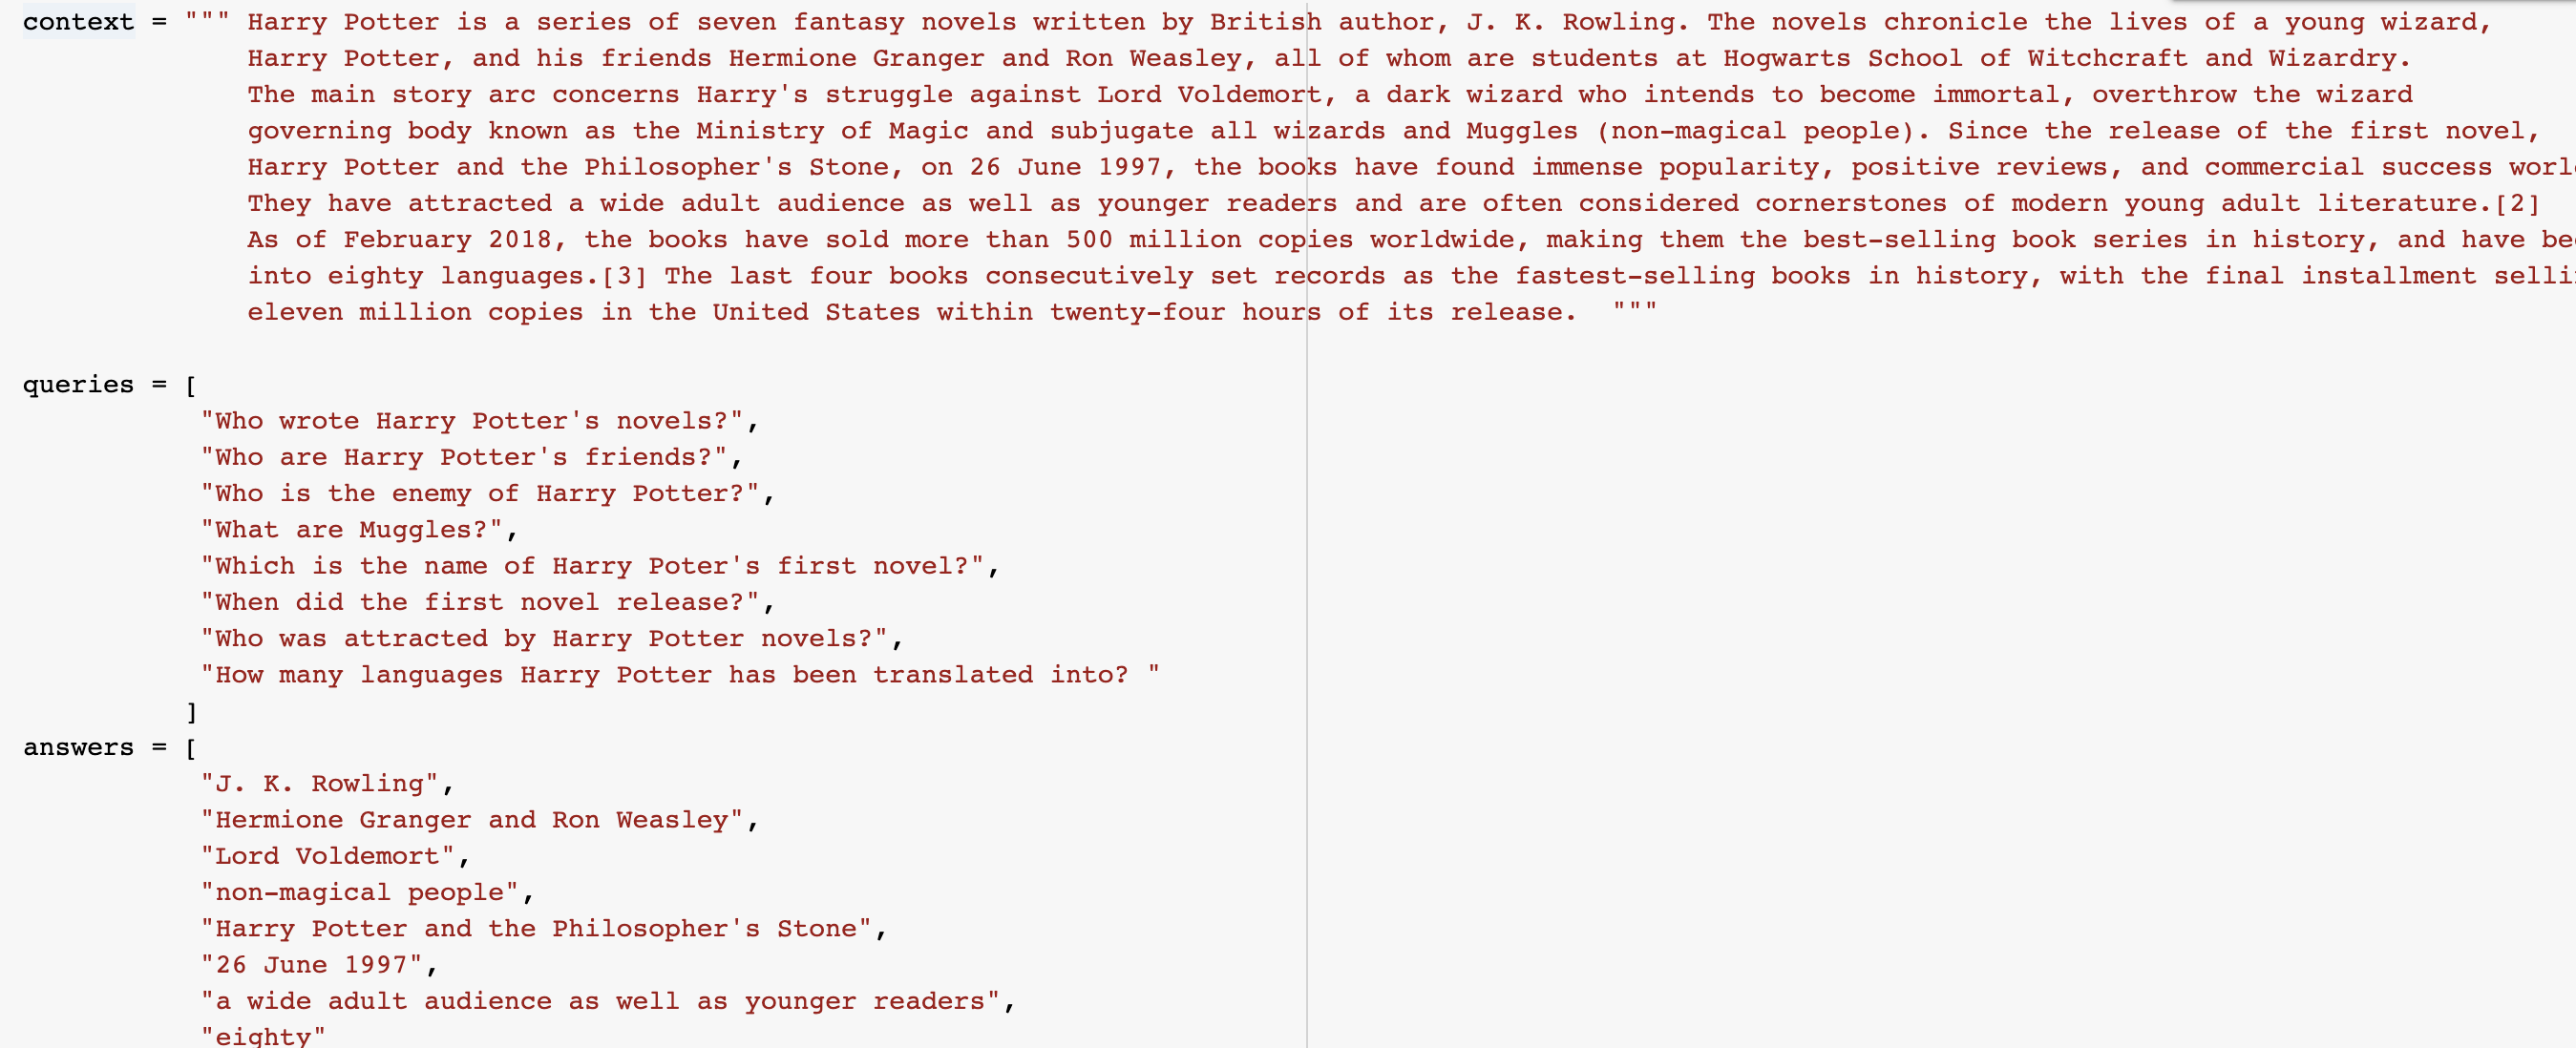 context = """ Harry Potter is a series of seven fantasy novels written by British author, J. K. Rowling. The novels chronicle the lives of a young wizard,
Harry Potter, and his friends Hermione Granger and Ron Weasley, all of whom are students at Hogwarts School of Witchcraft and Wizardry.
The main story arc concerns Harry's struggle against Lord Voldemort, a dark wizard who intends to become immortal, overthrow the wizard
governing body known as the Ministry of Magic and subjugate all wizards and Muggles (non-magical people). Since the release of the first novel,
Harry Potter and the Philosopher's Stone, on 26 June 1997, the books have found immense popularity, positive reviews, and commercial success
They have attracted a wide adult audience as well as younger readers and are often considered cornerstones of modern young adult literature.[2]
As of February 2018, the books have sold more than 500 million copies worldwide, making them the best-selling book series in history, and have
into eighty languages.[3] The last four books consecutively set records as the fastest-selling books in history, with the final installment
eleven million copies in the United States within twenty-four hours of its release.  """
queries = [
"Who wrote Harry Potter's novels?",
"Who are Harry Potter's friends?",
"Who is the enemy of Harry Potter?",
"What are Muggles?",
"Which is the name of Harry Poter's first novel?",
"When did the first novel release?",
"Who was attracted by Harry Potter novels?",
"How many languages Harry Potter has been translated into? "
]
answers = [
"J. K. Rowling",
"Hermione Granger and Ron Weasley",
"Lord Voldemort",
"non-magical people",
"Harry Potter and the Philosopher's Stone",
"26 June 1997",
"a wide adult audience as well as younger readers",
"eighty"